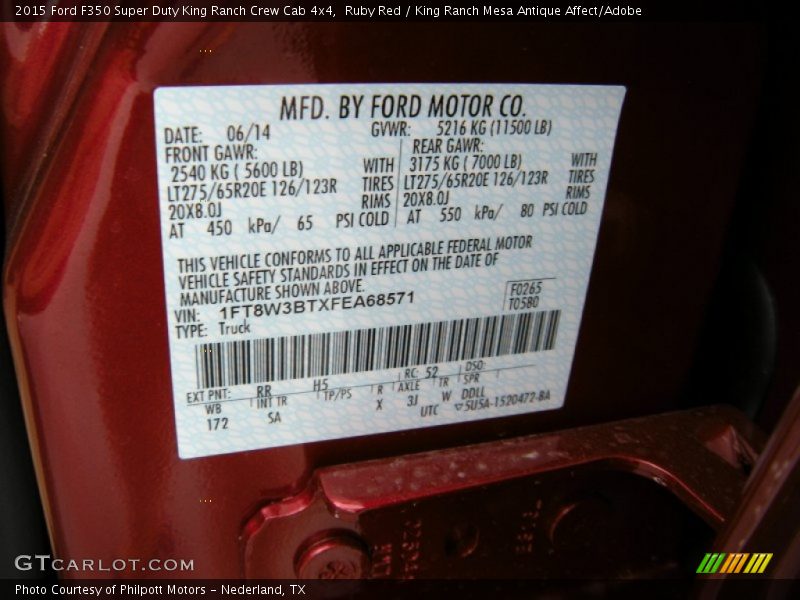 2015 Ford F350 Super Duty King Ranch Crew Cab 4x4, Ruby Red / King Ranch Mesa Antique Affect/Adobe
MFD. BY FORD MOTOR CO.
DATE: 06/14 GVWR: 5216 KG (11500 LB)
FRONT GAWR: REAR GAWR:
2540 KG ( 5600 LB) WITH 3175 KG ( 7000 LB) WITH
LT275/65R20E 126/123R TIRES LT275/65R20E 126/123R TIRES
20X8.0J RIMS 20X8.0J RIMS
AT 450 kPa/ 65 PSI COLD AT 550 kPa/ 80 PSI COLD
THIS VEHICLE CONFORMS TO ALL APPLICABLE FEDERAL MOTOR
VEHICLE SAFETY STANDARDS IN EFFECT ON THE DATE OF
MANUFACTURE SHOWN ABOVE.
VIN: 1FT8W3BTXFEA68571 F0265
TYPE: Truck T0580
EXT PNT: RR H5 RC: 52 DSO:
WB INT TR TP/PS R AXLE TR SPR
172 SA X 3J W DDLL
UTC ▽5U5A-1520472-BA
GTCARLOT.COM
Photo Courtesy of Philpott Motors - Nederland, TX